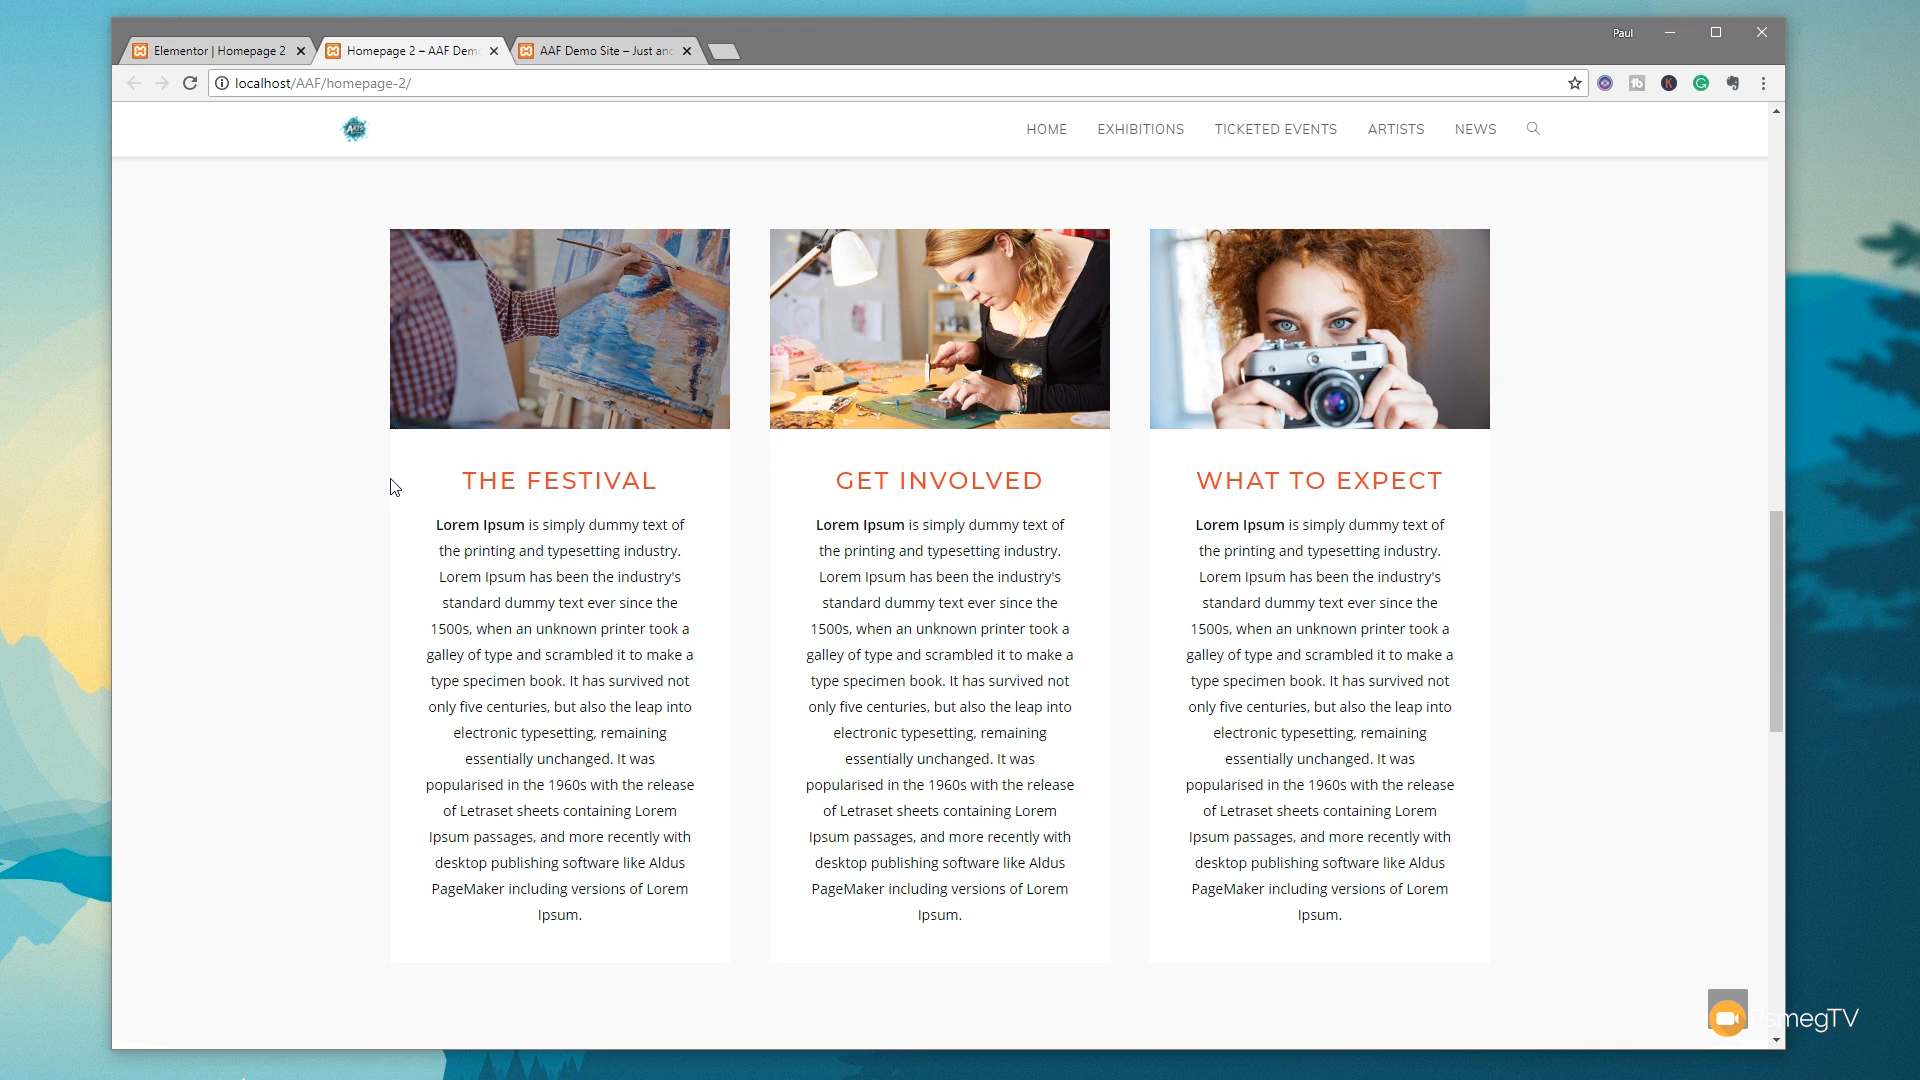 Paul
Elementor | Homepage 2
Homepage 2 – AAF Dem
AAF Demo Site – Just an
localhost/AAF/homepage-2/
ARTS
HOME EXHIBITIONS TICKETED EVENTS ARTISTS NEWS
THE FESTIVAL
Lorem Ipsum is simply dummy text of
the printing and typesetting industry.
Lorem Ipsum has been the industry's
standard dummy text ever since the
1500s, when an unknown printer took a
galley of type and scrambled it to make a
type specimen book. It has survived not
only five centuries, but also the leap into
electronic typesetting, remaining
essentially unchanged. It was
popularised in the 1960s with the release
of Letraset sheets containing Lorem
Ipsum passages, and more recently with
desktop publishing software like Aldus
PageMaker including versions of Lorem
Ipsum.
GET INVOLVED
Lorem Ipsum is simply dummy text of
the printing and typesetting industry.
Lorem Ipsum has been the industry's
standard dummy text ever since the
1500s, when an unknown printer took a
galley of type and scrambled it to make a
type specimen book. It has survived not
only five centuries, but also the leap into
electronic typesetting, remaining
essentially unchanged. It was
popularised in the 1960s with the release
of Letraset sheets containing Lorem
Ipsum passages, and more recently with
desktop publishing software like Aldus
PageMaker including versions of Lorem
Ipsum.
WHAT TO EXPECT
Lorem Ipsum is simply dummy text of
the printing and typesetting industry.
Lorem Ipsum has been the industry's
standard dummy text ever since the
1500s, when an unknown printer took a
galley of type and scrambled it to make a
type specimen book. It has survived not
only five centuries, but also the leap into
electronic typesetting, remaining
essentially unchanged. It was
popularised in the 1960s with the release
of Letraset sheets containing Lorem
Ipsum passages, and more recently with
desktop publishing software like Aldus
PageMaker including versions of Lorem
Ipsum.